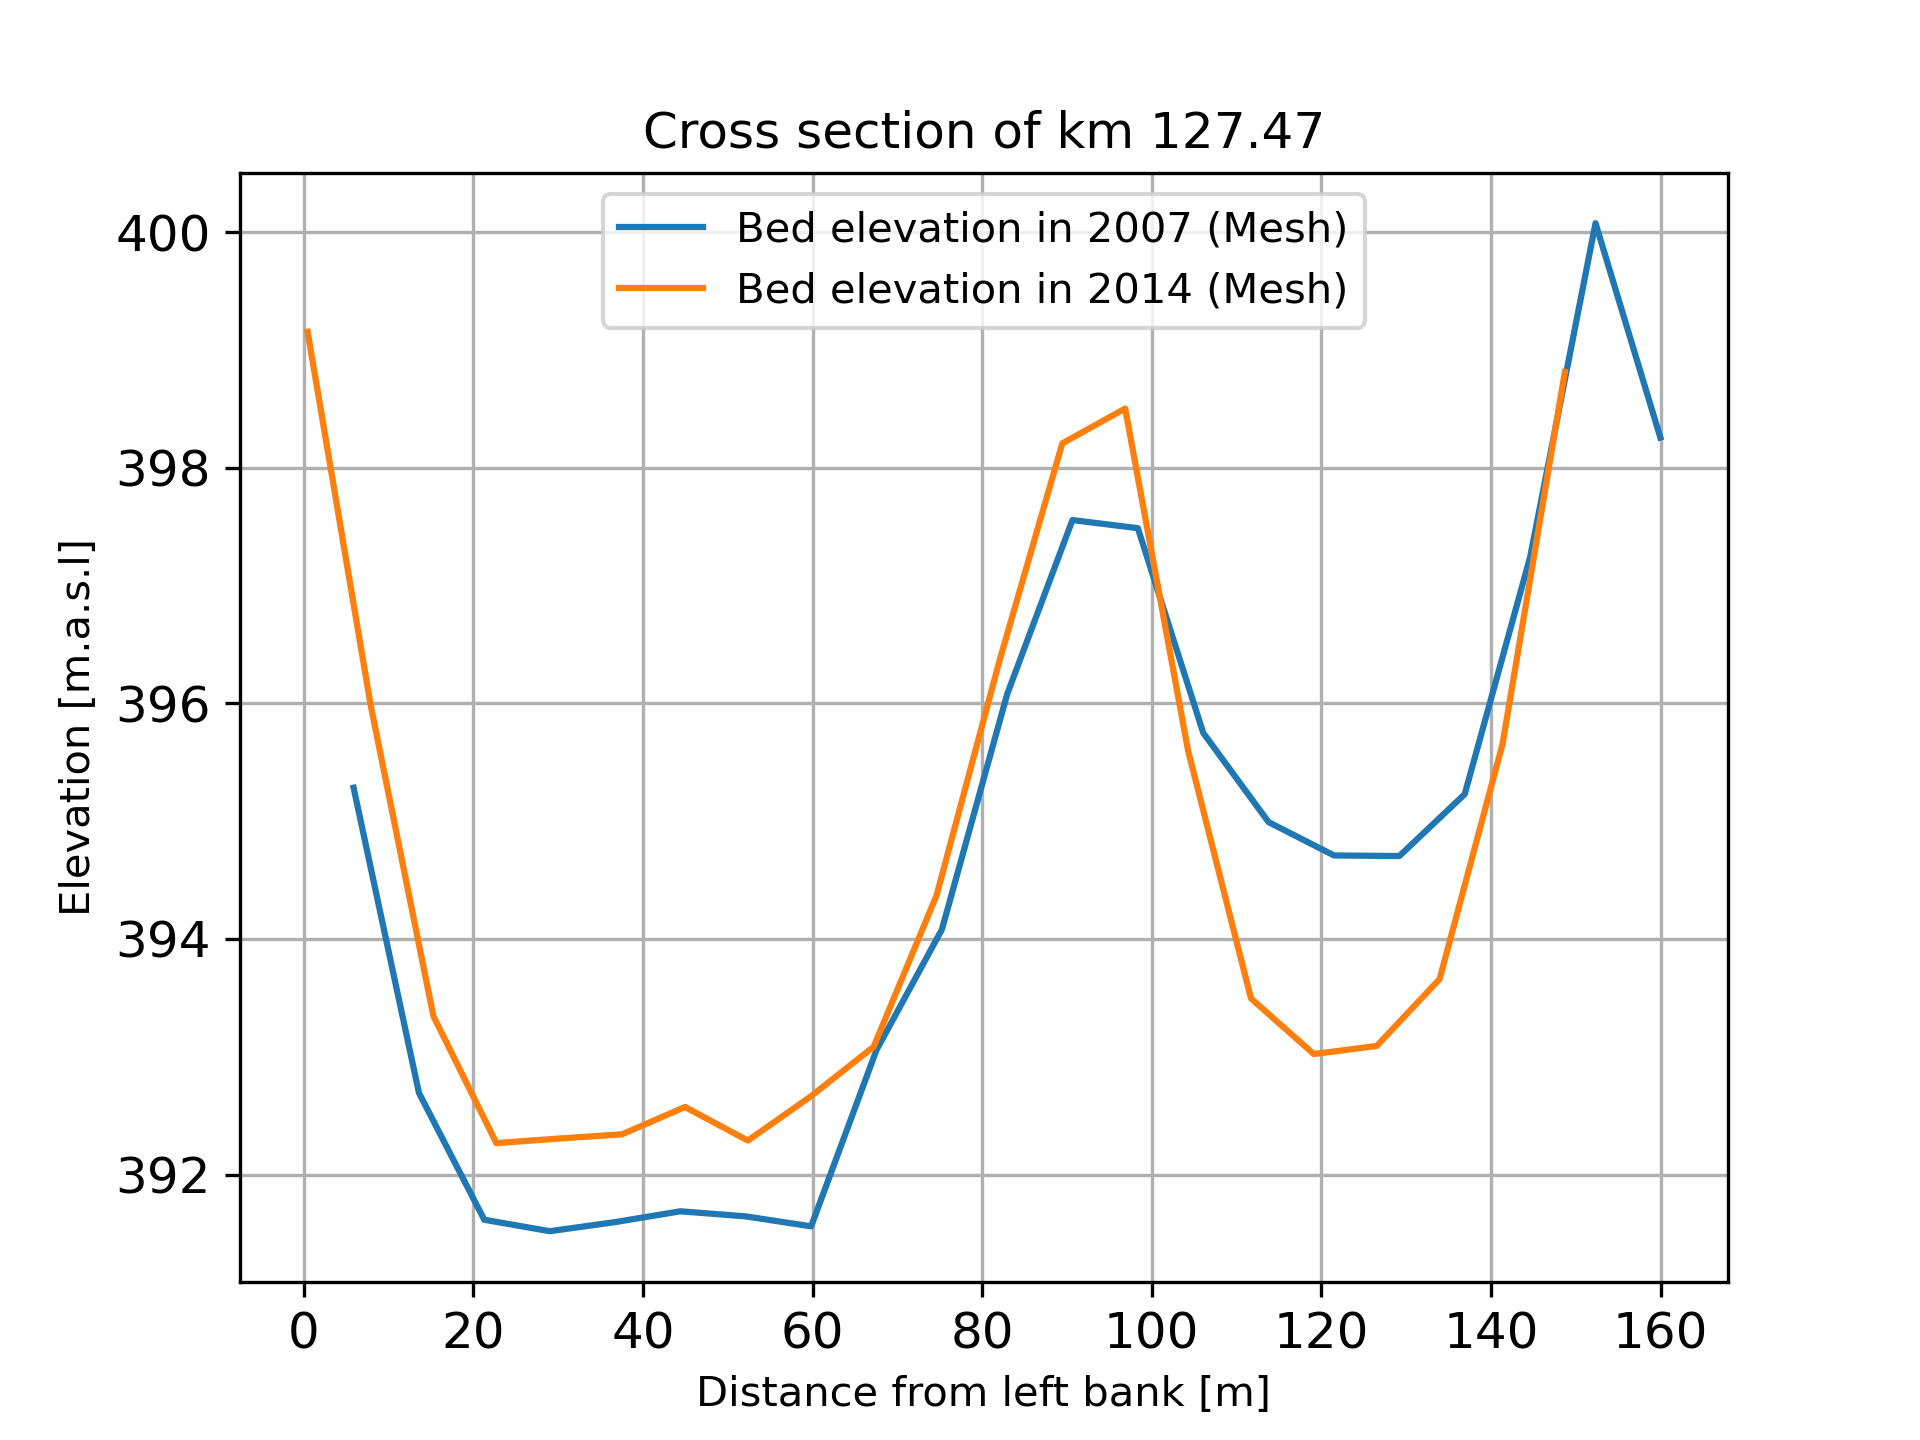 Cross section of km 127.47
Bed elevation in 2007 (Mesh)
Bed elevation in 2014 (Mesh)
400
398
396
394
392
Elevation [m.a.s.l]
0 20 40 60 80 100 120 140 160
Distance from left bank [m]